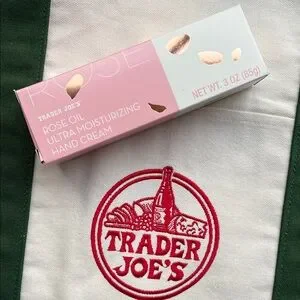 ROSE
TRADER JOE'S
ROSE OIL
ULTRA MOISTURIZING
HAND CREAM
NET WT. 3 OZ (85g)
TRADER
JOE'S